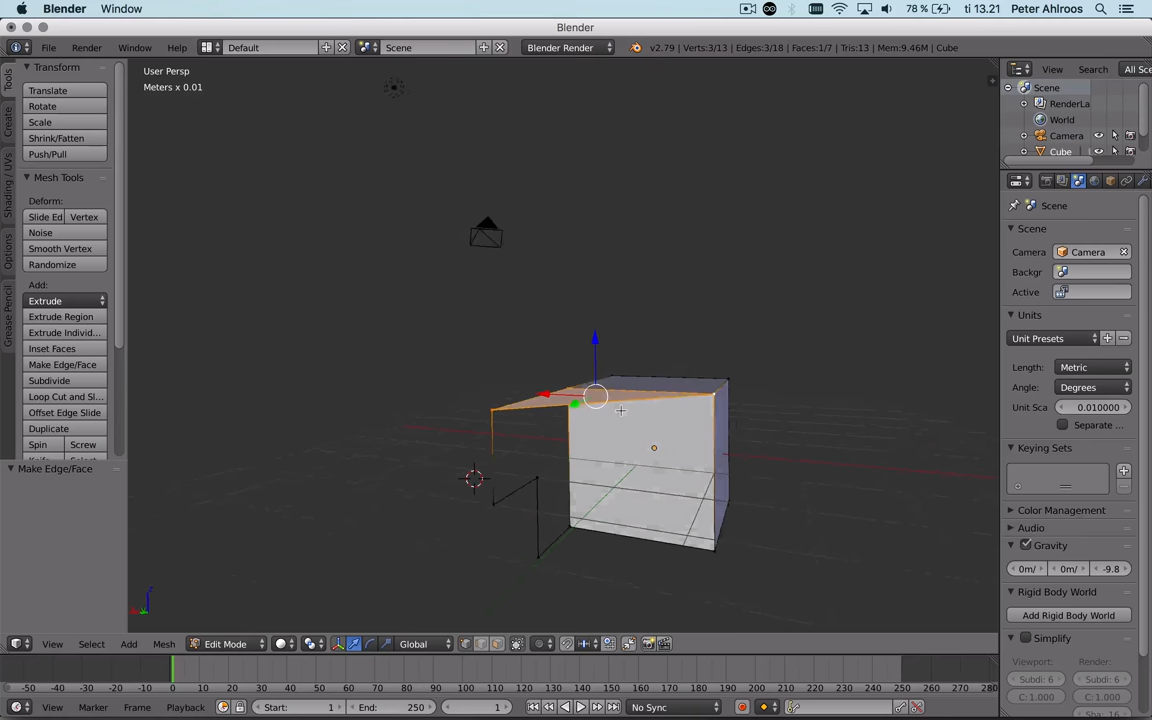 Blender Window 78 % ti 13.21 Peter Ahlroos
Blender
File Render Window Help Default Scene Blender Render v2.79 | Verts:3/13 | Edges:3/18 | Faces:1/7 | Tris:13 | Mem:9.46M | Cube
Tools
Create
Shading / UVs
Options
Grease Pencil
Transform
Translate
Rotate
Scale
Shrink/Fatten
Push/Pull
Mesh Tools
Deform:
Slide Ed Vertex
Noise
Smooth Vertex
Randomize
Add:
Extrude
Extrude Region
Extrude Individ...
Inset Faces
Make Edge/Face
Subdivide
Loop Cut and Sl...
Offset Edge Slide
Duplicate
Spin Screw
Make Edge/Face
User Persp
Meters x 0.01
View Search All Sce
Scene
RenderLa
World
Camera
Cube
Scene
Scene
Camera Camera
Backgr
Active
Units
Unit Presets
Length: Metric
Angle: Degrees
Unit Sca 0.010000
Separate ...
Keying Sets
Color Management
Audio
Gravity
0m/ 0m/ -9.8
Rigid Body World
Add Rigid Body World
Simplify
Viewport: Render:
Subdi: 6 Subdi: 6
C: 1.000 C: 1.000
Sha: 16
View Select Add Mesh Edit Mode Global
-50 -40 -30 -20 -10 0 10 20 30 40 50 60 70 80 90 100 110 120 130 140 150 160 170 180 190 200 210 220 230 240 250 260 270 280
View Marker Frame Playback Start: 1 End: 250 1 No Sync